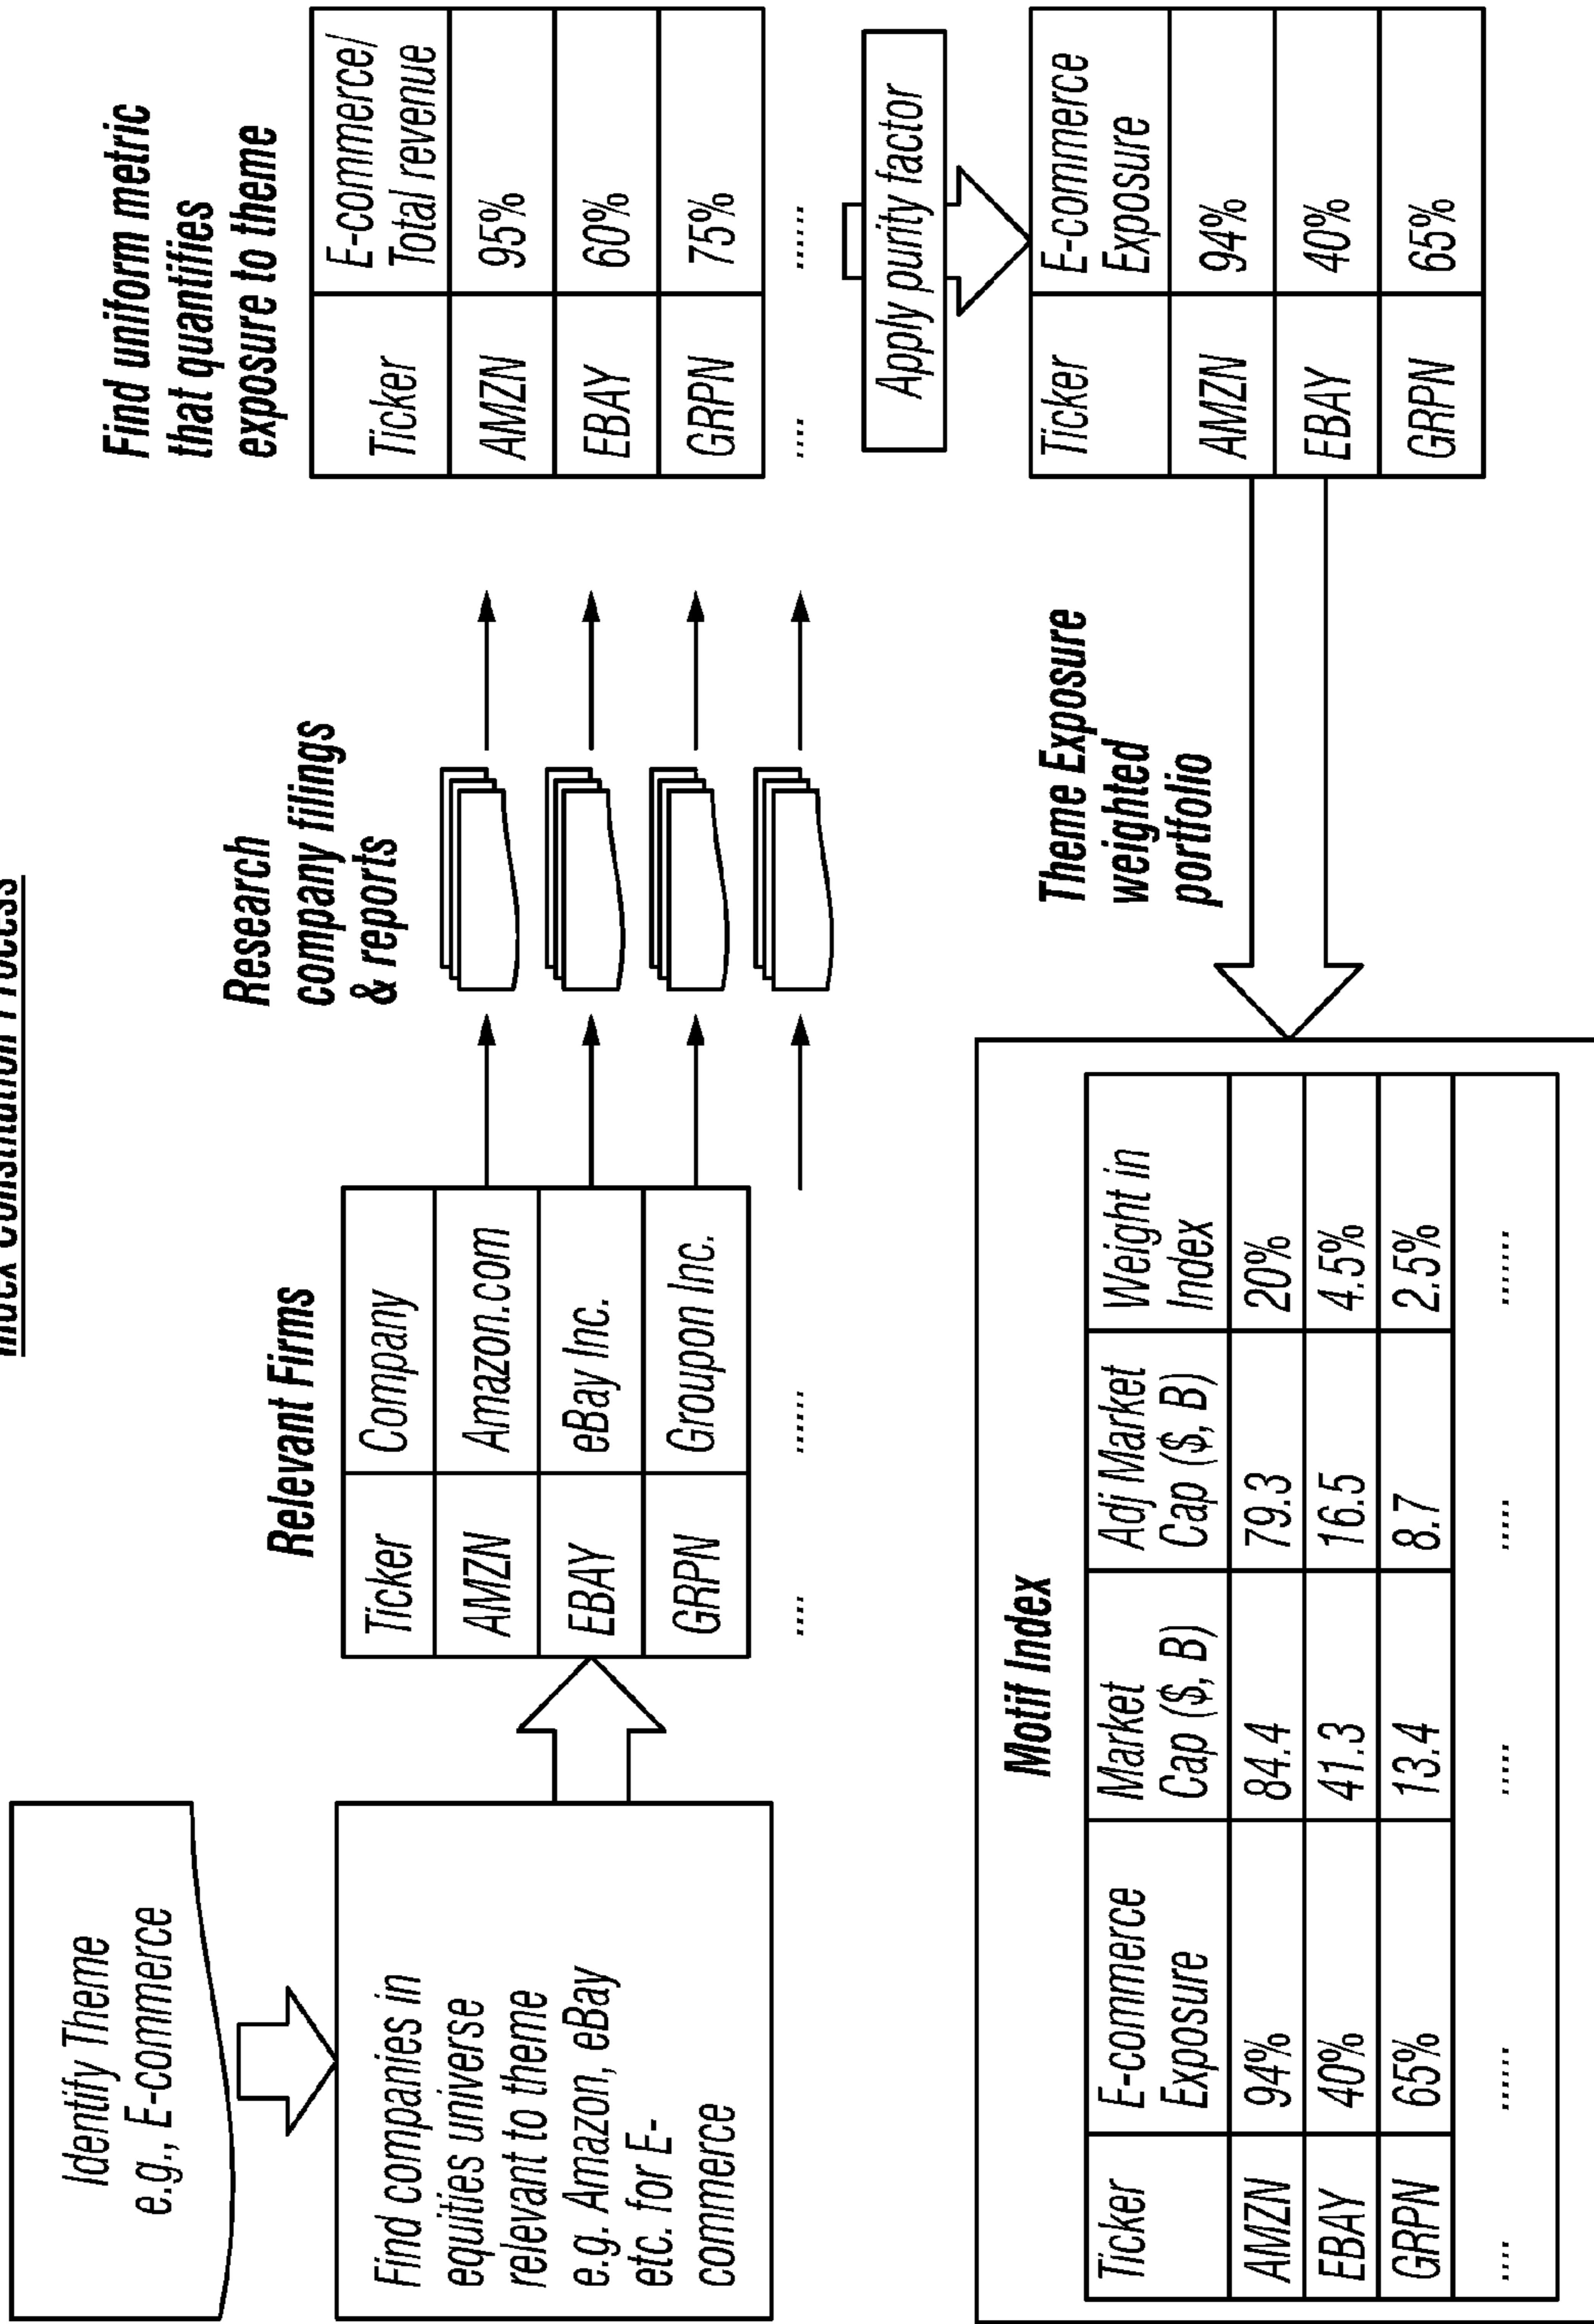 Index Constitution Process
Identify Theme
e.g., E-commerce
Find companies in
equities universe
relevant to theme
e.g. Amazon, eBay
etc. for E-
commerce
Relevant Firms
Ticker Company
AMZN Amazon.com
EBAY eBay Inc.
GRPN Groupon Inc.
.... ......
Research
company filings
& reports
Find uniform metric
that quantifies
exposure to theme
Ticker E-commerce/
Total revenue
AMZN 95%
EBAY 60%
GRPN 75%
.... ......
Apply purity factor
Ticker E-commerce
Exposure
AMZN 94%
EBAY 40%
GRPN 65%
Theme Exposure
weighted
portfolio
Motif Index
Ticker E-commerce Market Adj Market Weight in
Exposure Cap ($, B) Cap ($, B) Index
AMZN 94% 84.4 79.3 20%
EBAY 40% 41.3 16.5 4.5%
GRPN 65% 13.4 8.7 2.5%
.... ...... ..... ..... .......